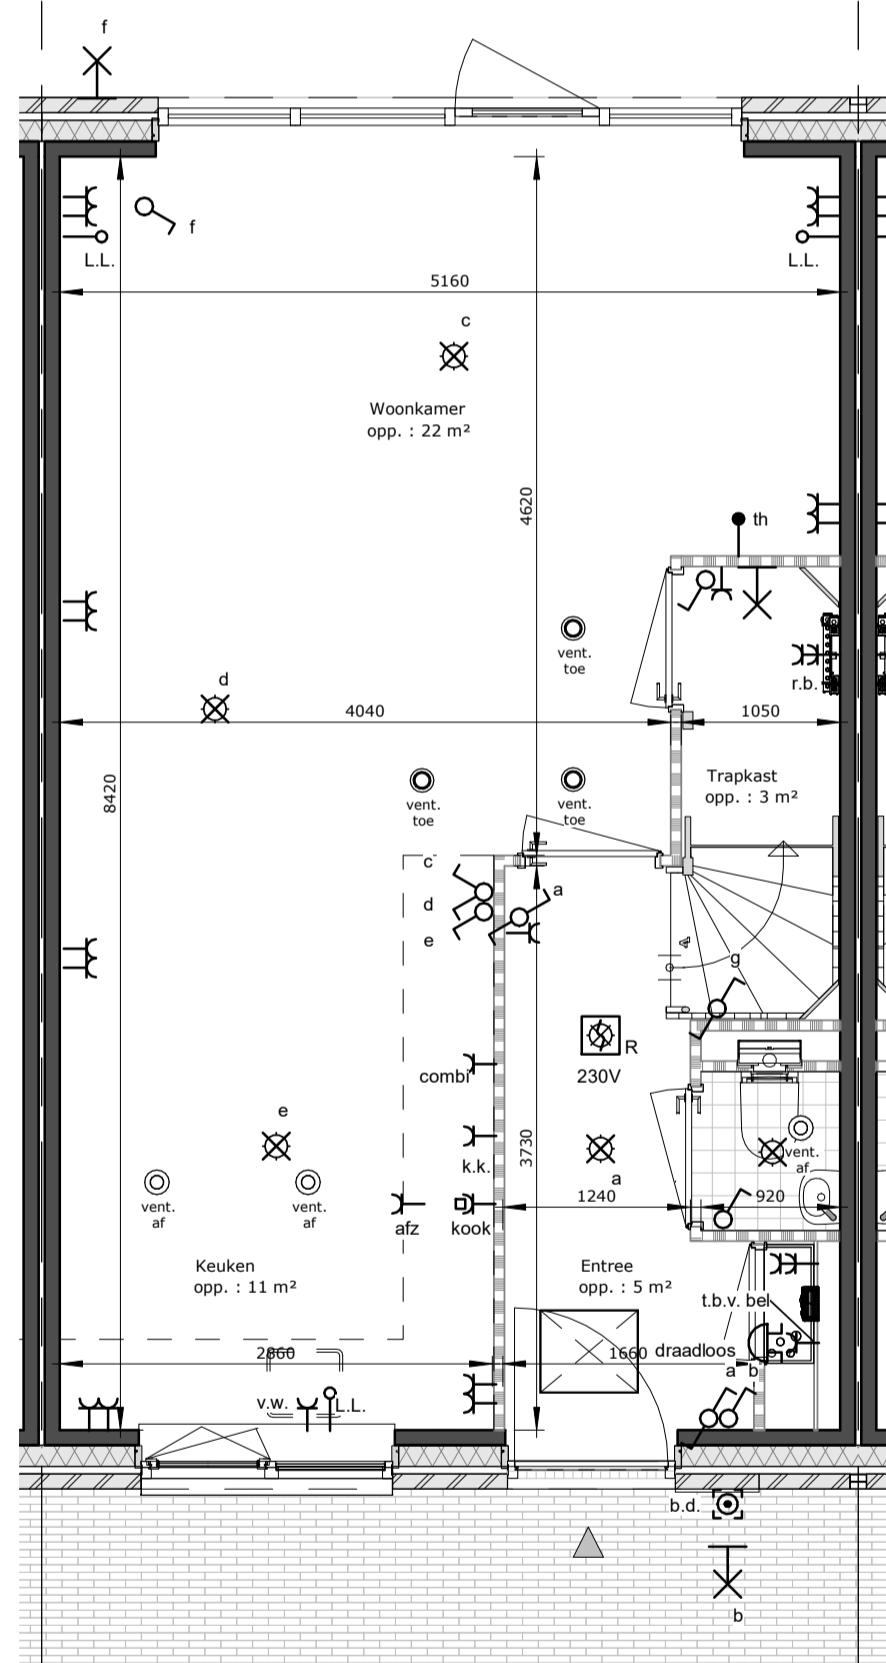 f
f
L.L.
L.L.
5160
c
Woonkamer
opp. : 22 m²
4620
th
vent.
toe
r.b.
d
4040
1050
8420
vent.
toe
vent.
toe
Trapkast
opp. : 3 m²
c
d
e
a
4
g
combi
R
230V
e
k.k.
3730
a
vent.
af
vent.
af
vent.
af
afz
kook
1240
920
Keuken
opp. : 11 m²
Entree
opp. : 5 m²
t.b.v. bel
2860
1660
draadloos
a
b
v.w.
L.L.
b.d.
b